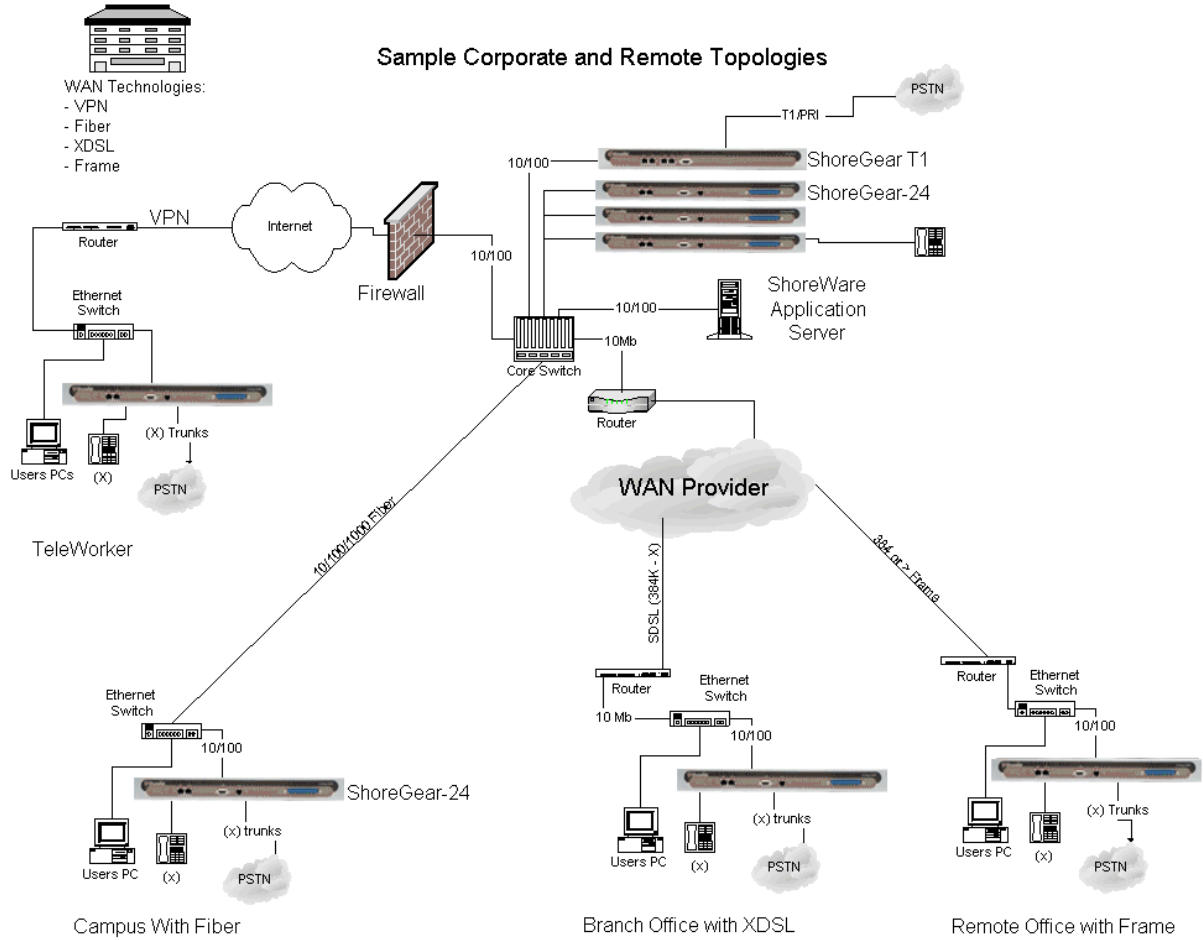 Sample Corporate and Remote Topologies
WAN Technologies:
- VPN
- Fiber
- XDSL
- Frame
PSTN
T1/PRI
10/100
ShoreGear T1
ShoreGear-24
VPN
Router
Internet
10/100
Firewall
Ethernet
Switch
ShoreWare
Application
Server
10/100
10Mb
Core Switch
Router
(X) Trunks
Users PCs
(X)
PSTN
TeleWorker
WAN Provider
10/100/1000 Fiber
SDSL (384K - X)
384 or > Frame
Ethernet
Switch
10/100
ShoreGear-24
(x) trunks
Users PC
(x)
PSTN
Campus With Fiber
Router
Ethernet
Switch
10 Mb
10/100
(x) trunks
Users PC
(x)
PSTN
Branch Office with XDSL
Router
Ethernet
Switch
10/100
(x) Trunks
Users PC
(x)
PSTN
Remote Office with Frame